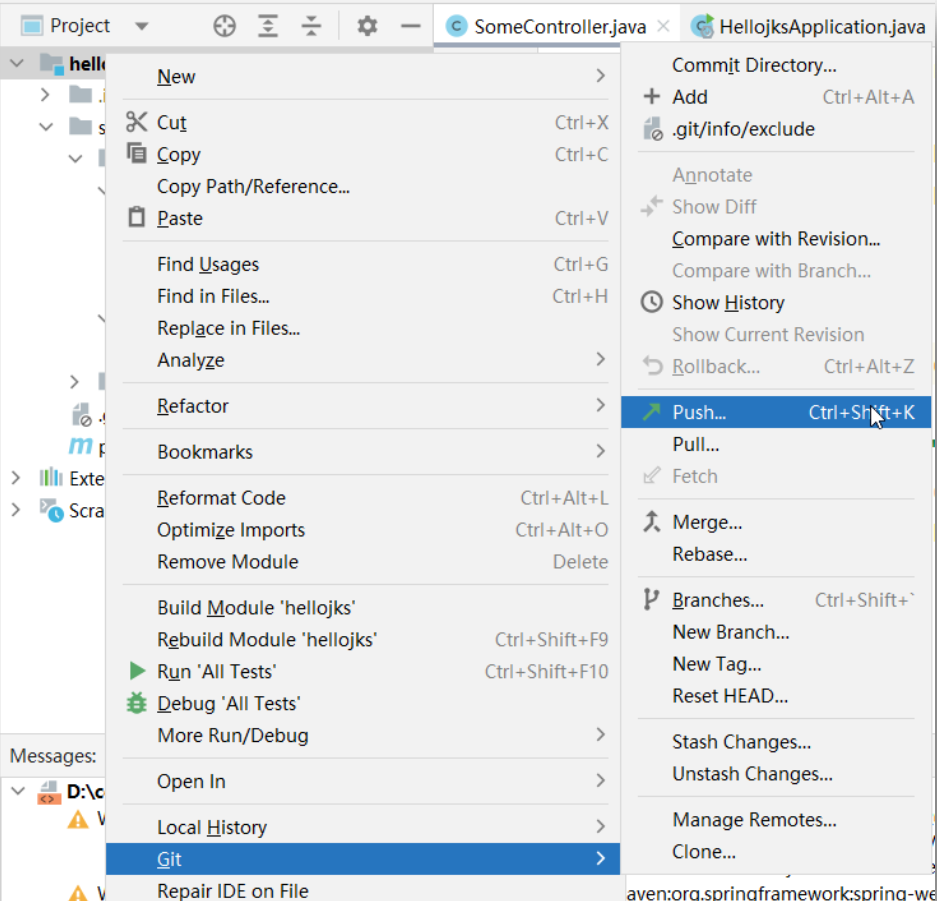 Project
SomeController.java
HellojksApplication.java
New
Cut Ctrl+X
Copy Ctrl+C
Copy Path/Reference...
Paste Ctrl+V
Find Usages Ctrl+G
Find in Files... Ctrl+H
Replace in Files...
Analyze
Refactor
Bookmarks
Reformat Code Ctrl+Alt+L
Optimize Imports Ctrl+Alt+O
Remove Module Delete
Build Module 'hellojks'
Rebuild Module 'hellojks' Ctrl+Shift+F9
Run 'All Tests' Ctrl+Shift+F10
Debug 'All Tests'
More Run/Debug
Open In
Local History
Git
Repair IDE on File
Commit Directory...
Add Ctrl+Alt+A
.git/info/exclude
Annotate
Show Diff
Compare with Revision...
Compare with Branch...
Show History
Show Current Revision
Rollback... Ctrl+Alt+Z
Push... Ctrl+Shift+K
Pull...
Fetch
Merge...
Rebase...
Branches... Ctrl+Shift+`
New Branch...
New Tag...
Reset HEAD...
Stash Changes...
Unstash Changes...
Manage Remotes...
Clone...
Messages:
D:\c
aven:org.springframework:spring-we